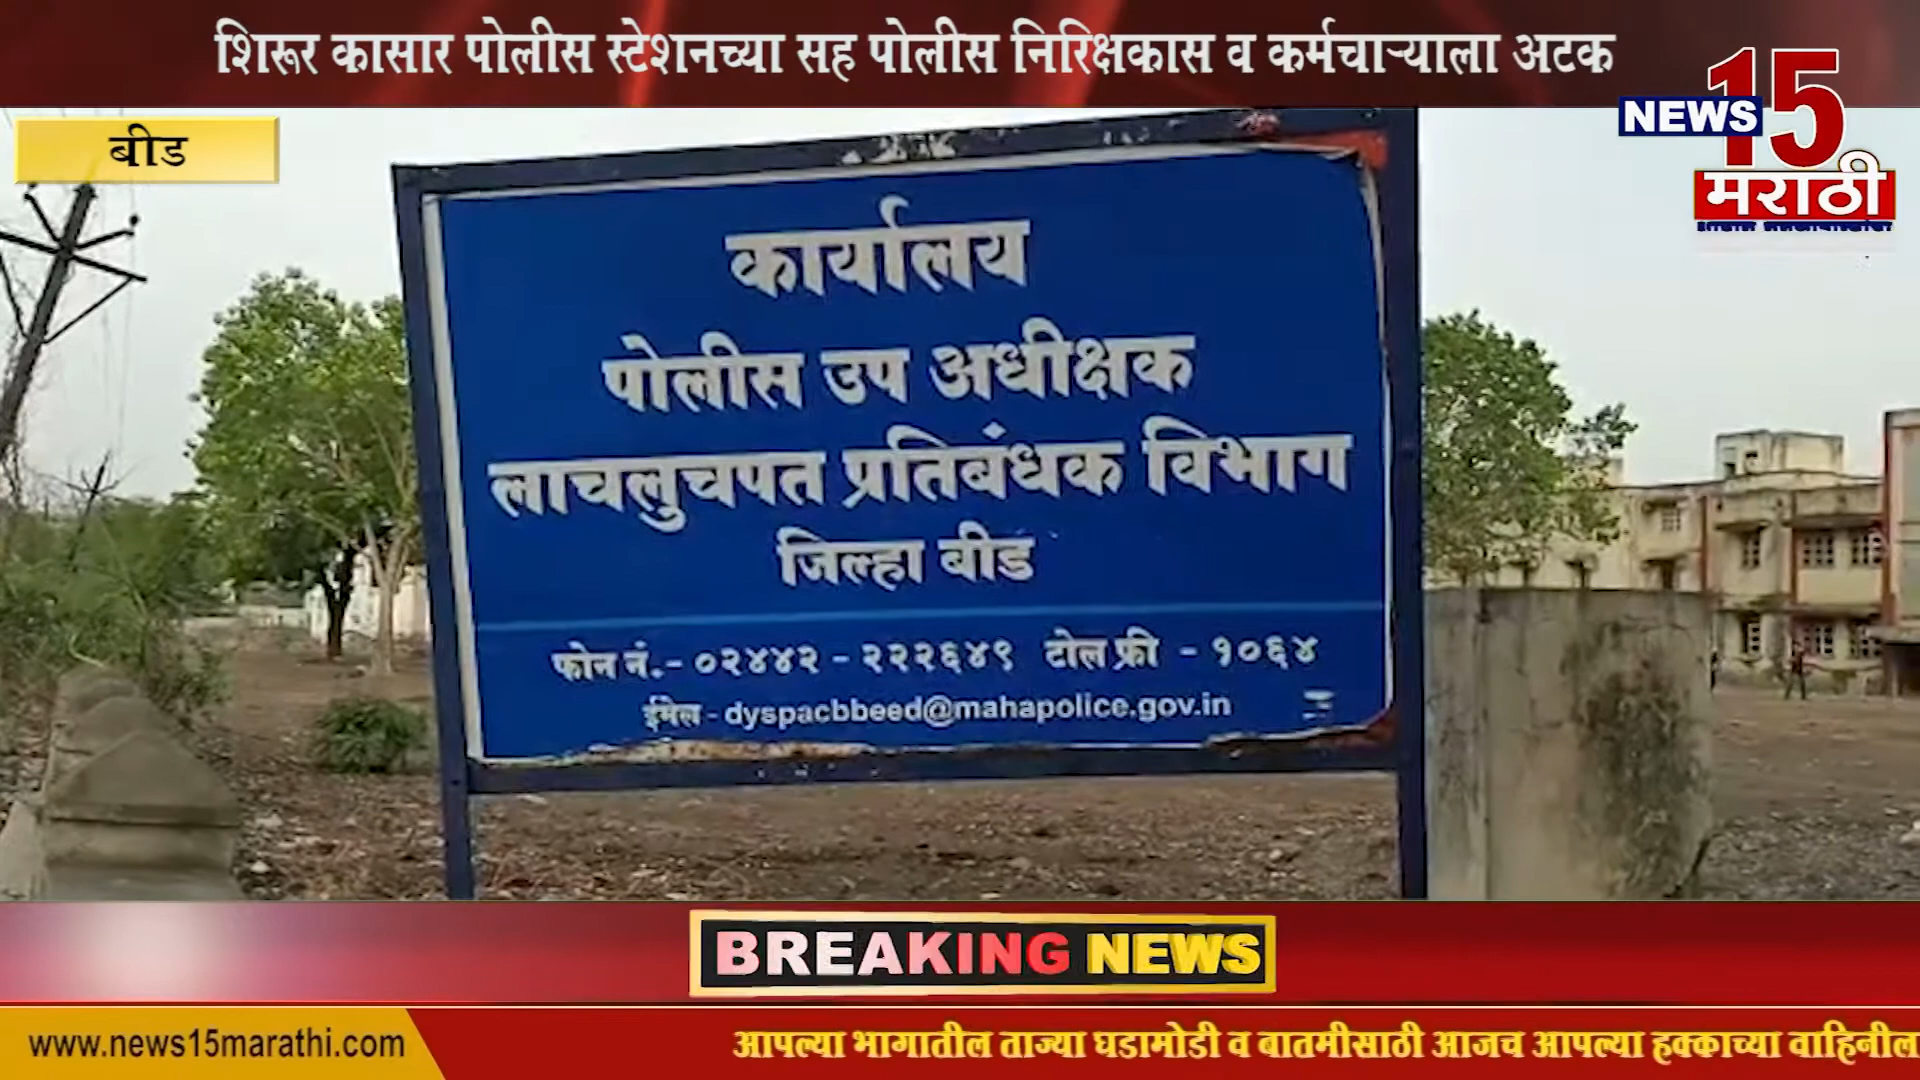 शिरूर कासार पोलीस स्टेशनच्या सह पोलीस निरिक्षकास व कर्मचाऱ्याला अटक
बीड
NEWS 15
मराठी
कार्यालय
पोलीस उप अधीक्षक
लाचलुचपत प्रतिबंधक विभाग
जिल्हा बीड
फोन नं.- ०२४४२ - २२२६४९ टोल फ्री - १०६४
ईमेल - dyspacbbeed@mahapolice.gov.in
BREAKING NEWS
www.news15marathi.com
आपल्या भागातील ताज्या घडामोडी व बातमीसाठी आजच आपल्या हक्काच्या वाहिनील